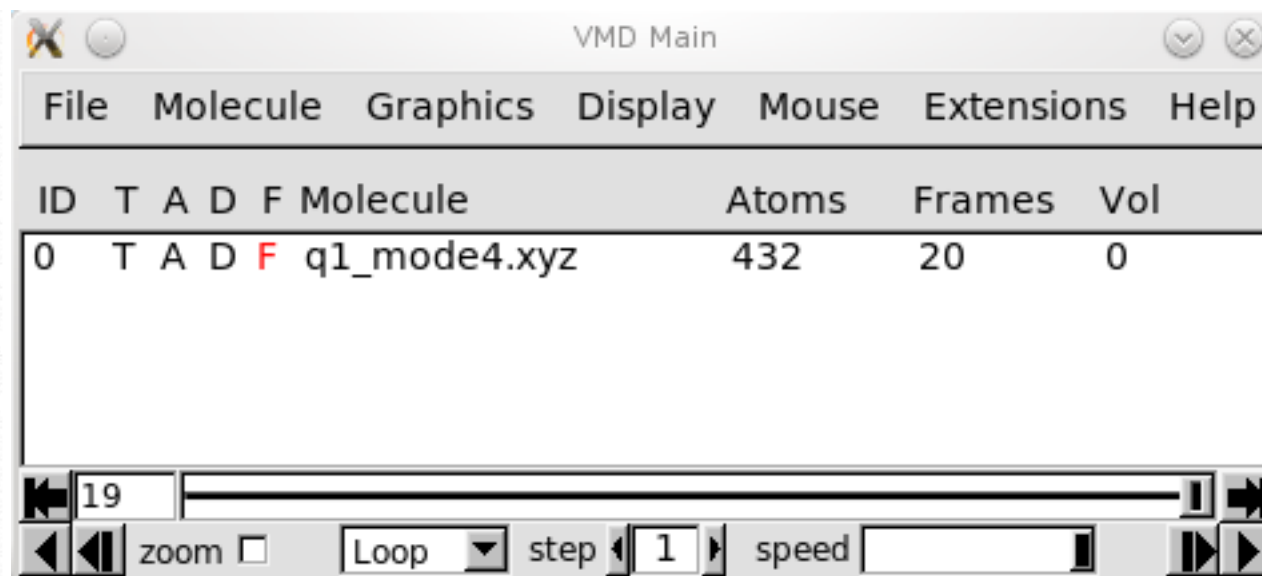 VMD Main
File Molecule Graphics Display Mouse Extensions Help
ID T A D F Molecule Atoms Frames Vol
0 T A D F q1_mode4.xyz 432 20 0
19
zoom Loop step 1 speed